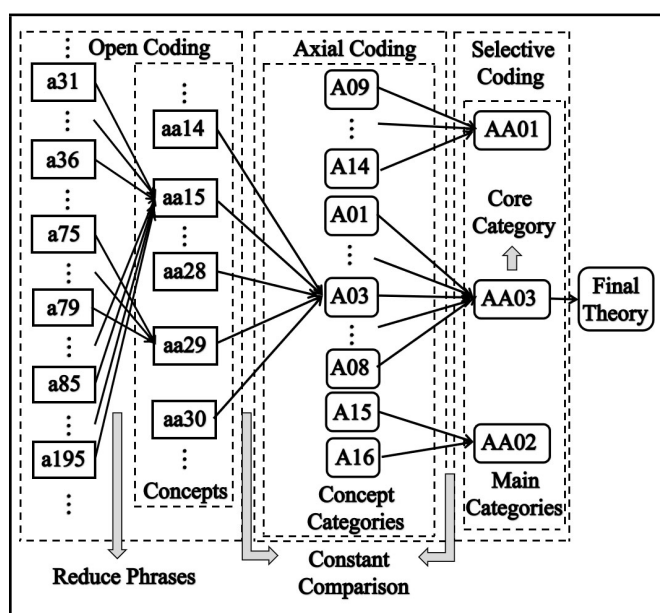 Open Coding
Axial Coding
Selective
Coding
a31
a36
a75
a79
a85
a195
aa14
aa15
aa28
aa29
aa30
Concepts
A09
A14
A01
A03
A08
A15
A16
Concept
Categories
AA01
Core
Category
AA03
AA02
Main
Categories
Final
Theory
Reduce Phrases
Constant
Comparison